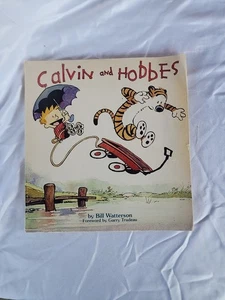 Calvin and Hobbes
by Bill Watterson
Foreword by Garry Trudeau